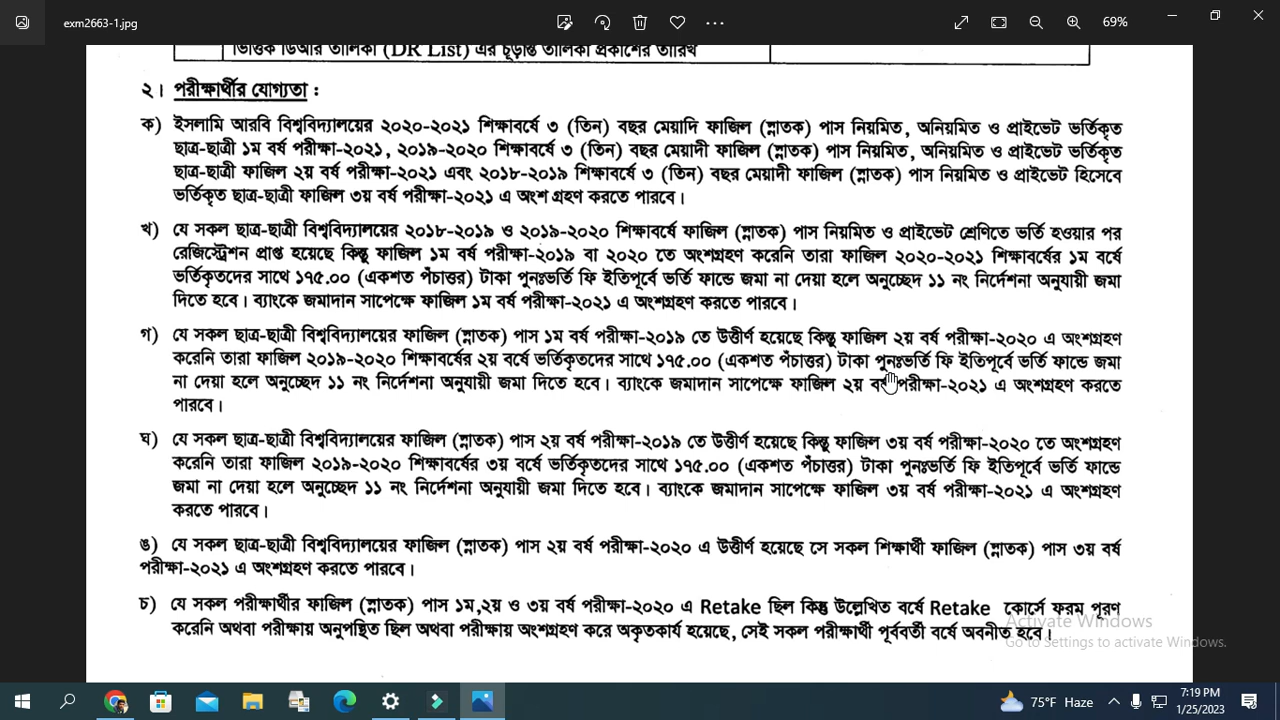 exm2663-1.jpg
69%
ভিত্তিক ডিআর তালিকা (DR List) এর চূড়ান্ত তালিকা প্রকাশের তারিখ
২। পরীক্ষার্থীর যোগ্যতা :
ক) ইসলামি আরবি বিশ্ববিদ্যালয়ের ২০২০-২০২১ শিক্ষাবর্ষে ৩ (তিন) বছর মেয়াদি ফাজিল (স্নাতক) পাস নিয়মিত, অনিয়মিত ও প্রাইভেট ভর্তিকৃত
ছাত্র-ছাত্রী ১ম বর্ষ পরীক্ষা-২০২১, ২০১৯-২০২০ শিক্ষাবর্ষে ৩ (তিন) বছর মেয়াদী ফাজিল (স্নাতক) পাস নিয়মিত, অনিয়মিত ও প্রাইভেট ভর্তিকৃত
ছাত্র-ছাত্রী ফাজিল ২য় বর্ষ পরীক্ষা-২০২১ এবং ২০১৮-২০১৯ শিক্ষাবর্ষে ৩ (তিন) বছর মেয়াদী ফাজিল (স্নাতক) পাস নিয়মিত ও প্রাইভেট হিসেবে
ভর্তিকৃত ছাত্র-ছাত্রী ফাজিল ৩য় বর্ষ পরীক্ষা-২০২১ এ অংশ গ্রহণ করতে পারবে।
খ) যে সকল ছাত্র-ছাত্রী বিশ্ববিদ্যালয়ের ২০১৮-২০১৯ ও ২০১৯-২০২০ শিক্ষাবর্ষে ফাজিল (স্নাতক) পাস নিয়মিত ও প্রাইভেট শ্রেণিতে ভর্তি হওয়ার পর
রেজিস্ট্রেশন প্রাপ্ত হয়েছে কিন্তু ফাজিল ১ম বর্ষ পরীক্ষা-২০১৯ বা ২০২০ তে অংশগ্রহণ করেনি তারা ফাজিল ২০২০-২০২১ শিক্ষাবর্ষের ১ম বর্ষে
ভর্তিকৃতদের সাথে ১৭৫.০০ (একশত পঁচাত্তর) টাকা পুনঃভর্তি ফি ইতিপূর্বে ভর্তি ফান্ডে জমা না দেয়া হলে অনুচ্ছেদ ১১ নং নির্দেশনা অনুযায়ী জমা
দিতে হবে। ব্যাংকে জমাদান সাপেক্ষে ফাজিল ১ম বর্ষ পরীক্ষা-২০২১ এ অংশগ্রহণ করতে পারবে।
গ) যে সকল ছাত্র-ছাত্রী বিশ্ববিদ্যালয়ের ফাজিল (স্নাতক) পাস ১ম বর্ষ পরীক্ষা-২০১৯ তে উত্তীর্ণ হয়েছে কিন্তু ফাজিল ২য় বর্ষ পরীক্ষা-২০২০ এ অংশগ্রহণ
করেনি তারা ফাজিল ২০১৯-২০২০ শিক্ষাবর্ষের ২য় বর্ষে ভর্তিকৃতদের সাথে ১৭৫.০০ (একশত পঁচাত্তর) টাকা পুনঃভর্তি ফি ইতিপূর্বে ভর্তি ফান্ডে জমা
না দেয়া হলে অনুচ্ছেদ ১১ নং নির্দেশনা অনুযায়ী জমা দিতে হবে। ব্যাংকে জমাদান সাপেক্ষে ফাজিল ২য় বর্ষ পরীক্ষা-২০২১ এ অংশগ্রহণ করতে
পারবে।
ঘ) যে সকল ছাত্র-ছাত্রী বিশ্ববিদ্যালয়ের ফাজিল (স্নাতক) পাস ২য় বর্ষ পরীক্ষা-২০১৯ তে উত্তীর্ণ হয়েছে কিন্তু ফাজিল ৩য় বর্ষ পরীক্ষা-২০২০ তে অংশগ্রহণ
করেনি তারা ফাজিল ২০১৯-২০২০ শিক্ষাবর্ষের ৩য় বর্ষে ভর্তিকৃতদের সাথে ১৭৫.০০ (একশত পঁচাত্তর) টাকা পুনঃভর্তি ফি ইতিপূর্বে ভর্তি ফান্ডে
জমা না দেয়া হলে অনুচ্ছেদ ১১ নং নির্দেশনা অনুযায়ী জমা দিতে হবে। ব্যাংকে জমাদান সাপেক্ষে ফাজিল ৩য় বর্ষ পরীক্ষা-২০২১ এ অংশগ্রহণ
করতে পারবে।
ঙ) যে সকল ছাত্র-ছাত্রী বিশ্ববিদ্যালয়ের ফাজিল (স্নাতক) পাস ২য় বর্ষ পরীক্ষা-২০২০ এ উত্তীর্ণ হয়েছে সে সকল শিক্ষার্থী ফাজিল (স্নাতক) পাস ৩য় বর্ষ
পরীক্ষা-২০২১ এ অংশগ্রহণ করতে পারবে।
চ) যে সকল পরীক্ষার্থীর ফাজিল (স্নাতক) পাস ১ম,২য় ও ৩য় বর্ষ পরীক্ষা-২০২০ এ Retake ছিল কিন্তু উল্লেখিত বর্ষে Retake কোর্সে ফরম পূরণ
করেনি অথবা পরীক্ষায় অনুপস্থিত ছিল অথবা পরীক্ষায় অংশগ্রহণ করে অকৃতকার্য হয়েছে, সেই সকল পরীক্ষার্থী পূর্ববর্তী বর্ষে অবনীত হবে।
Activate Windows
Go to Settings to activate Windows.
75°F Haze
7:19 PM
1/25/2023